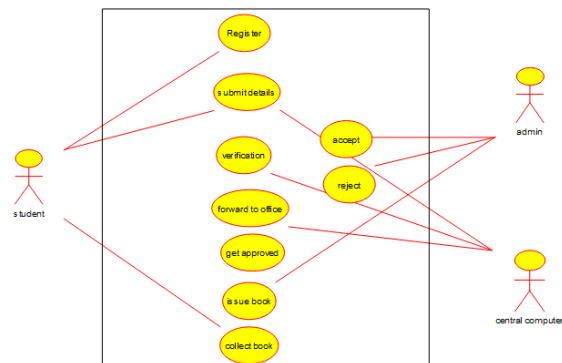 Register
submit details
accept
admin
verification
reject
student
forward to office
get approved
issue book
central computer
collect book